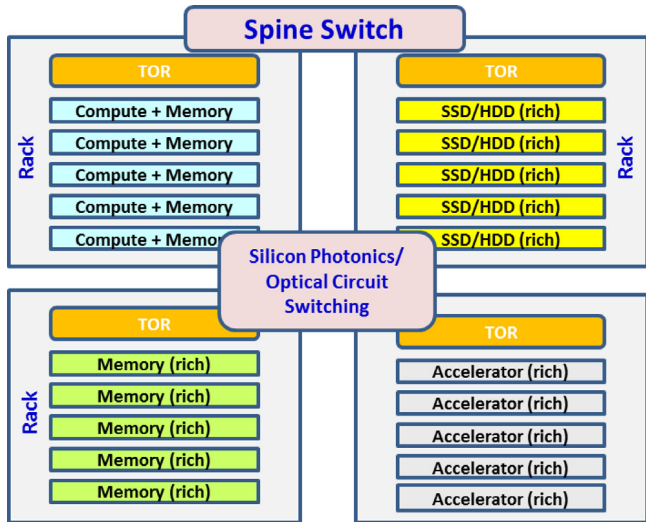 Spine Switch
TOR
Rack
Compute + Memory
Compute + Memory
Compute + Memory
Compute + Memory
Compute + Memory
TOR
SSD/HDD (rich)
SSD/HDD (rich)
SSD/HDD (rich)
SSD/HDD (rich)
SSD/HDD (rich)
Rack
Silicon Photonics/
Optical Circuit
Switching
TOR
Rack
Memory (rich)
Memory (rich)
Memory (rich)
Memory (rich)
Memory (rich)
TOR
Accelerator (rich)
Accelerator (rich)
Accelerator (rich)
Accelerator (rich)
Accelerator (rich)